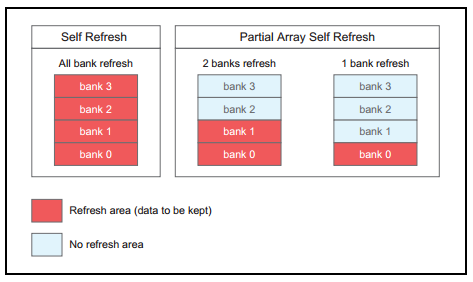 Self Refresh
Partial Array Self Refresh
All bank refresh
bank 3
bank 2
bank 1
bank 0
2 banks refresh
bank 3
bank 2
bank 1
bank 0
1 bank refresh
bank 3
bank 2
bank 1
bank 0
Refresh area (data to be kept)
No refresh area